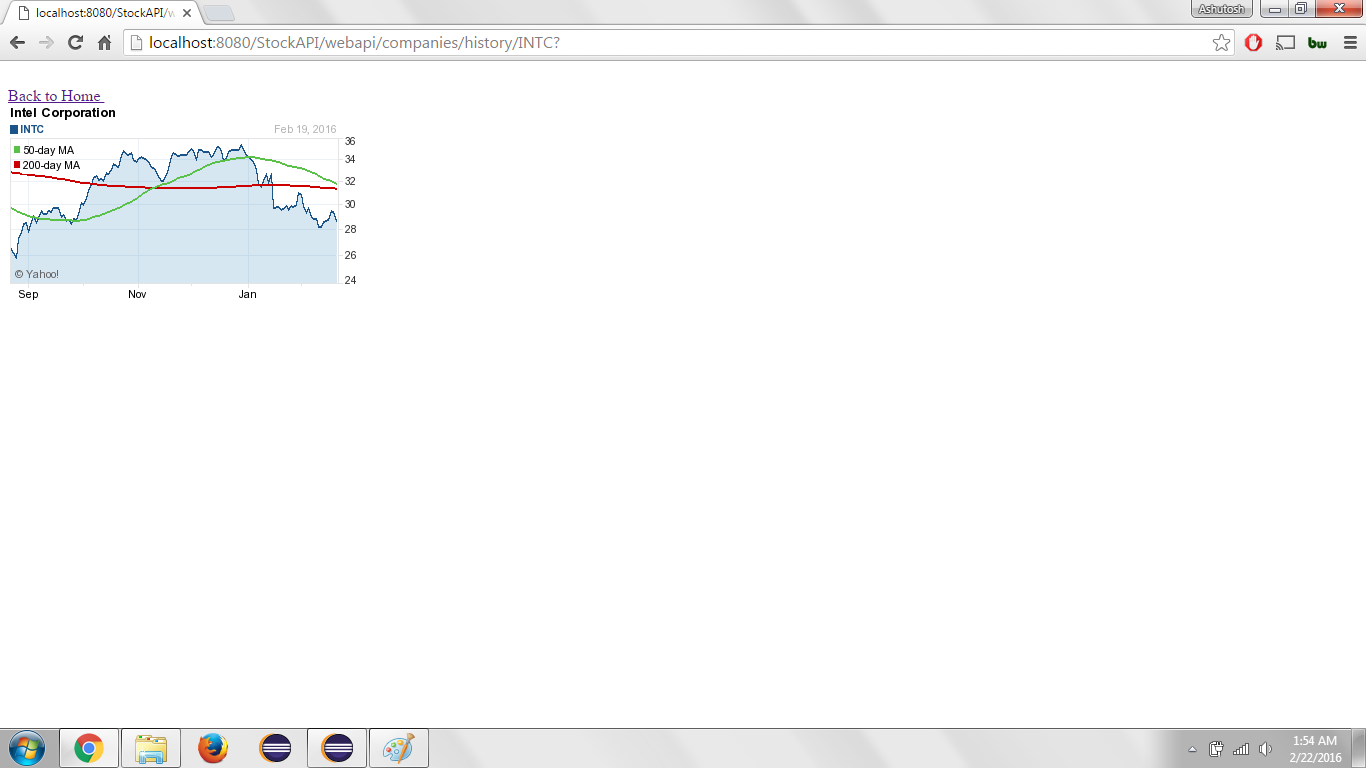 localhost:8080/StockAPI/w
Ashutosh
localhost:8080/StockAPI/webapi/companies/history/INTC?
bw
Back to Home
Intel Corporation
INTC
Feb 19, 2016
50-day MA
200-day MA
36
34
32
30
28
26
24
© Yahoo!
Sep
Nov
Jan
1:54 AM
2/22/2016